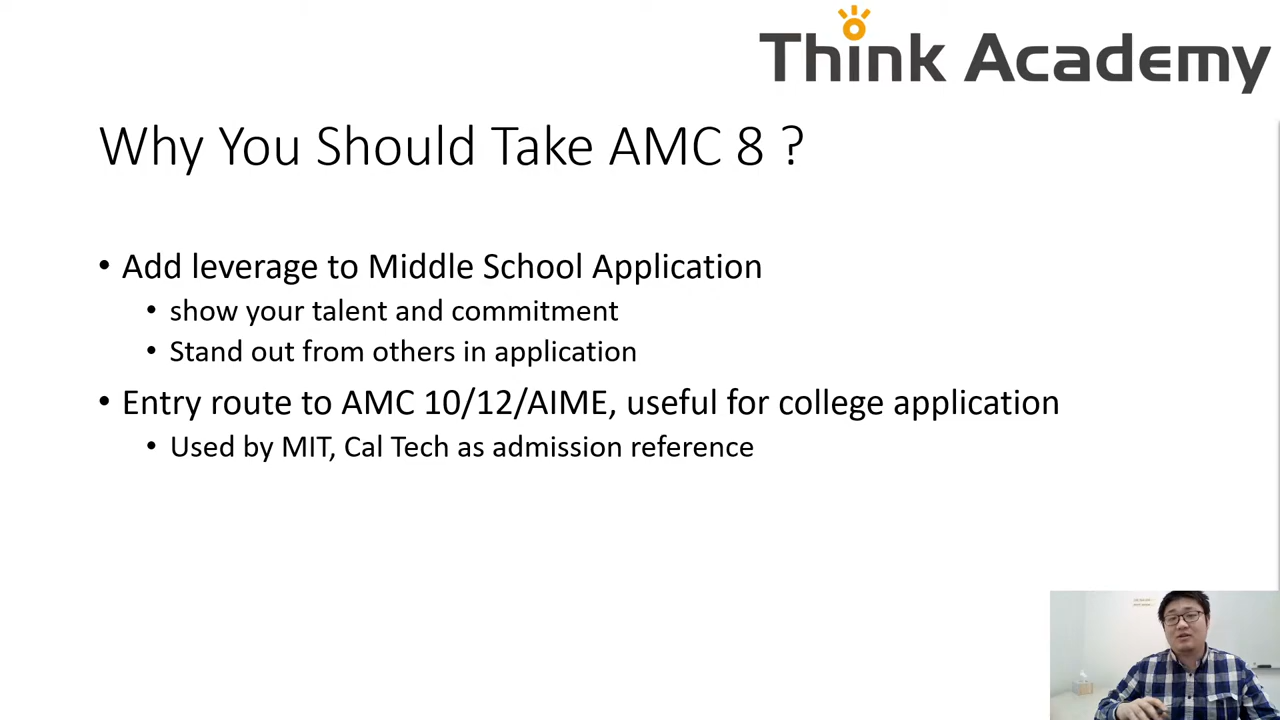 Think Academy
Why You Should Take AMC 8 ?
• Add leverage to Middle School Application
• show your talent and commitment
• Stand out from others in application
• Entry route to AMC 10/12/AIME, useful for college application
• Used by MIT, Cal Tech as admission reference